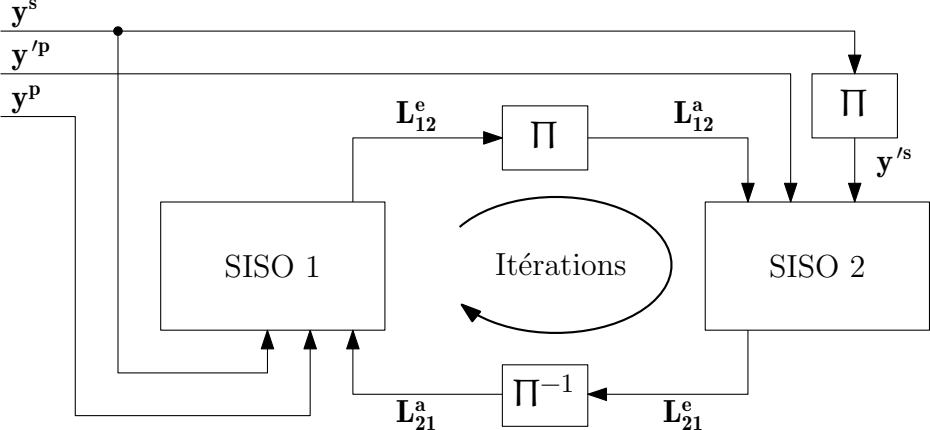 y^s
y'^p
y^p
L^e_12
Π
L^a_12
Π
y'^s
SISO 1
Itérations
SISO 2
L^a_21
Π^−1
L^e_21